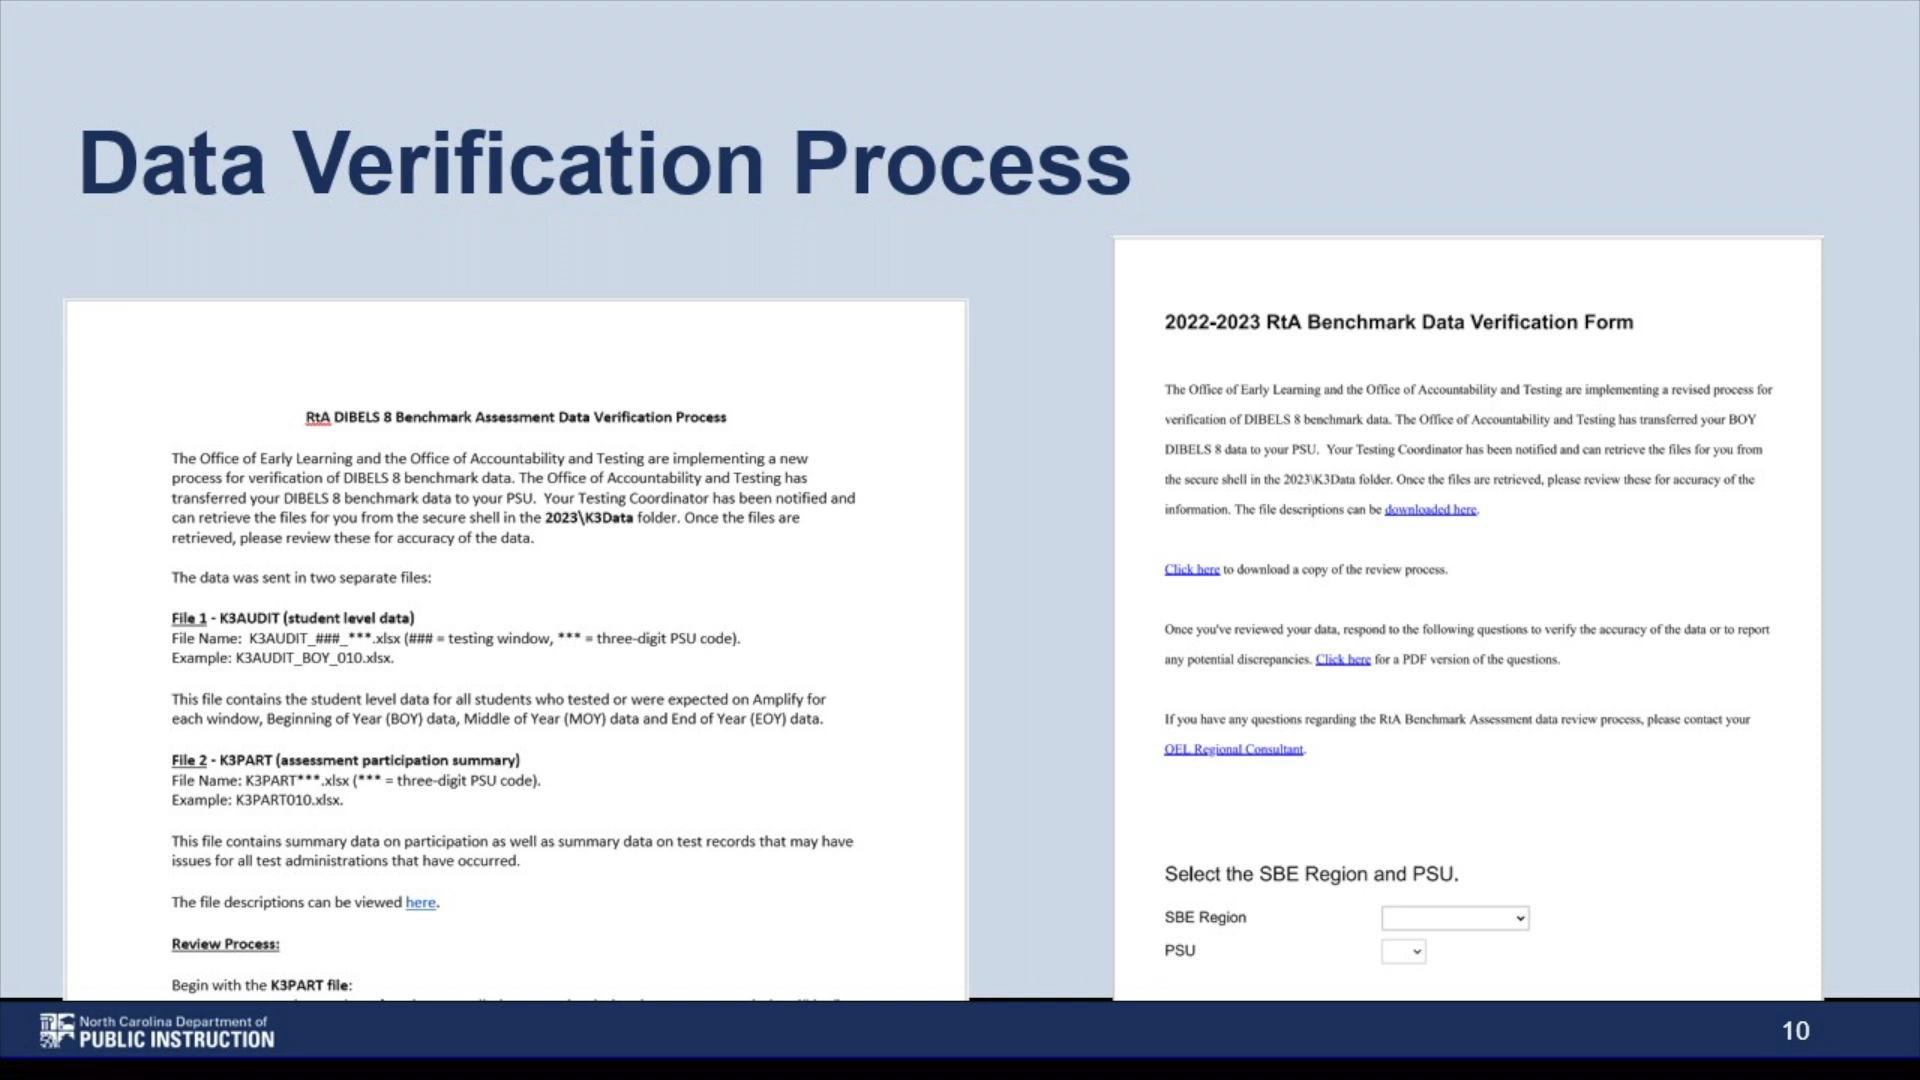 Data Verification Process
RtA DIBELS 8 Benchmark Assessment Data Verification Process
The Office of Early Learning and the Office of Accountability and Testing are implementing a new
process for verification of DIBELS 8 benchmark data. The Office of Accountability and Testing has
transferred your DIBELS 8 benchmark data to your PSU.  Your Testing Coordinator has been notified and
can retrieve the files for you from the secure shell in the 2023\K3Data folder. Once the files are
retrieved, please review these for accuracy of the data.
The data was sent in two separate files:
File 1 - K3AUDIT (student level data)
File Name:  K3AUDIT_###_***.xlsx (### = testing window, *** = three-digit PSU code).
Example: K3AUDIT_BOY_010.xlsx.
This file contains the student level data for all students who tested or were expected on Amplify for
each window, Beginning of Year (BOY) data, Middle of Year (MOY) data and End of Year (EOY) data.
File 2 - K3PART (assessment participation summary)
File Name: K3PART***.xlsx (*** = three-digit PSU code).
Example: K3PART010.xlsx.
This file contains summary data on participation as well as summary data on test records that may have
issues for all test administrations that have occurred.
The file descriptions can be viewed here.
Review Process:
Begin with the K3PART file:
2022-2023 RtA Benchmark Data Verification Form
The Office of Early Learning and the Office of Accountability and Testing are implementing a revised process for
verification of DIBELS 8 benchmark data. The Office of Accountability and Testing has transferred your BOY
DIBELS 8 data to your PSU.  Your Testing Coordinator has been notified and can retrieve the files for you from
the secure shell in the 2023\K3Data folder. Once the files are retrieved, please review these for accuracy of the
information. The file descriptions can be downloaded here.
Click here to download a copy of the review process.
Once you've reviewed your data, respond to the following questions to verify the accuracy of the data or to report
any potential discrepancies. Click here for a PDF version of the questions.
If you have any questions regarding the RtA Benchmark Assessment data review process, please contact your
OEL Regional Consultant.
Select the SBE Region and PSU.
SBE Region
PSU
North Carolina Department of
PUBLIC INSTRUCTION
10